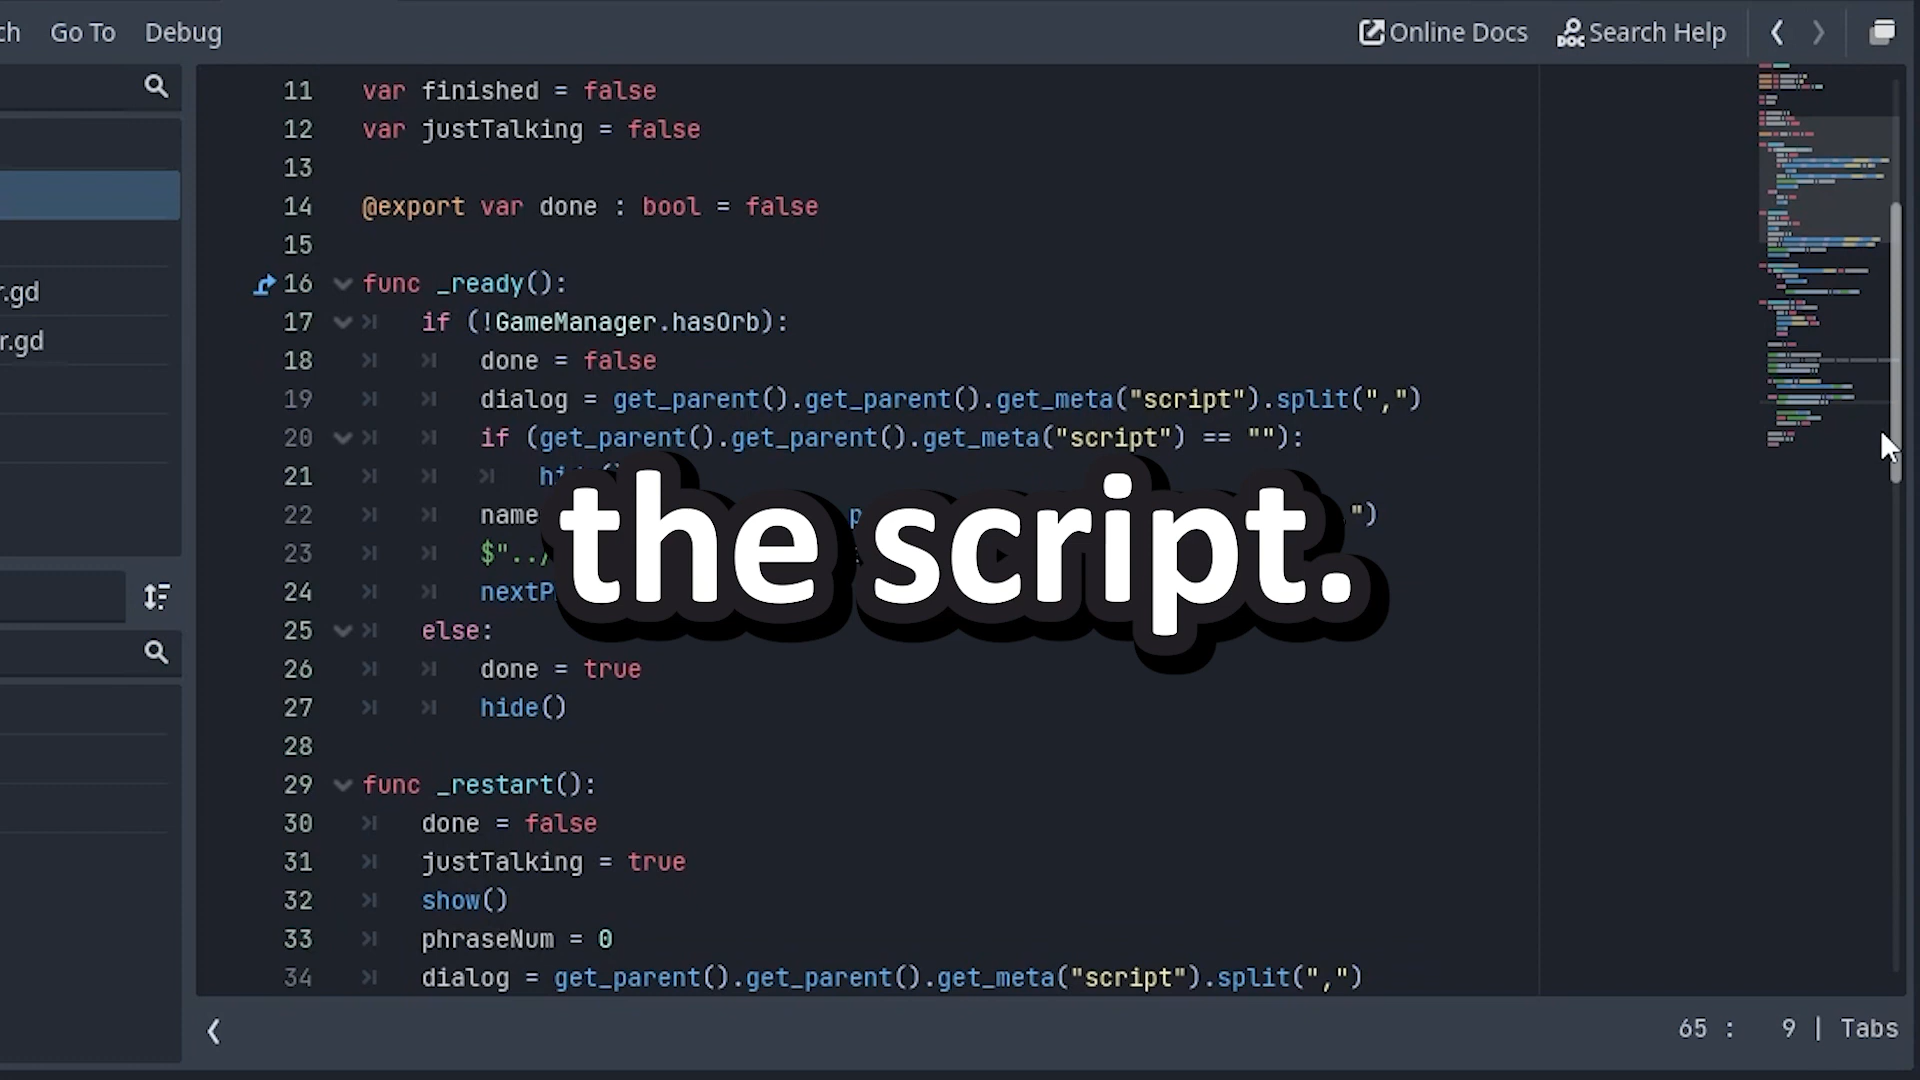 Go To Debug Online Docs Search Help
11 var finished = false
12 var justTalking = false
13
14 @export var done : bool = false
15
16 func _ready():
17 if (!GameManager.hasOrb):
18 done = false
19 dialog = get_parent().get_parent().get_meta("script").split(",")
20 if (get_parent().get_parent().get_meta("script") == ""):
21
22 name ")
23 $"../
24
25 else:
26 done = true
27 hide()
28
29 func _restart():
30 done = false
31 justTalking = true
32 show()
33 phraseNum = 0
34 dialog = get_parent().get_parent().get_meta("script").split(",")
the script.
r.gd
r.gd
65 : 9 | Tabs